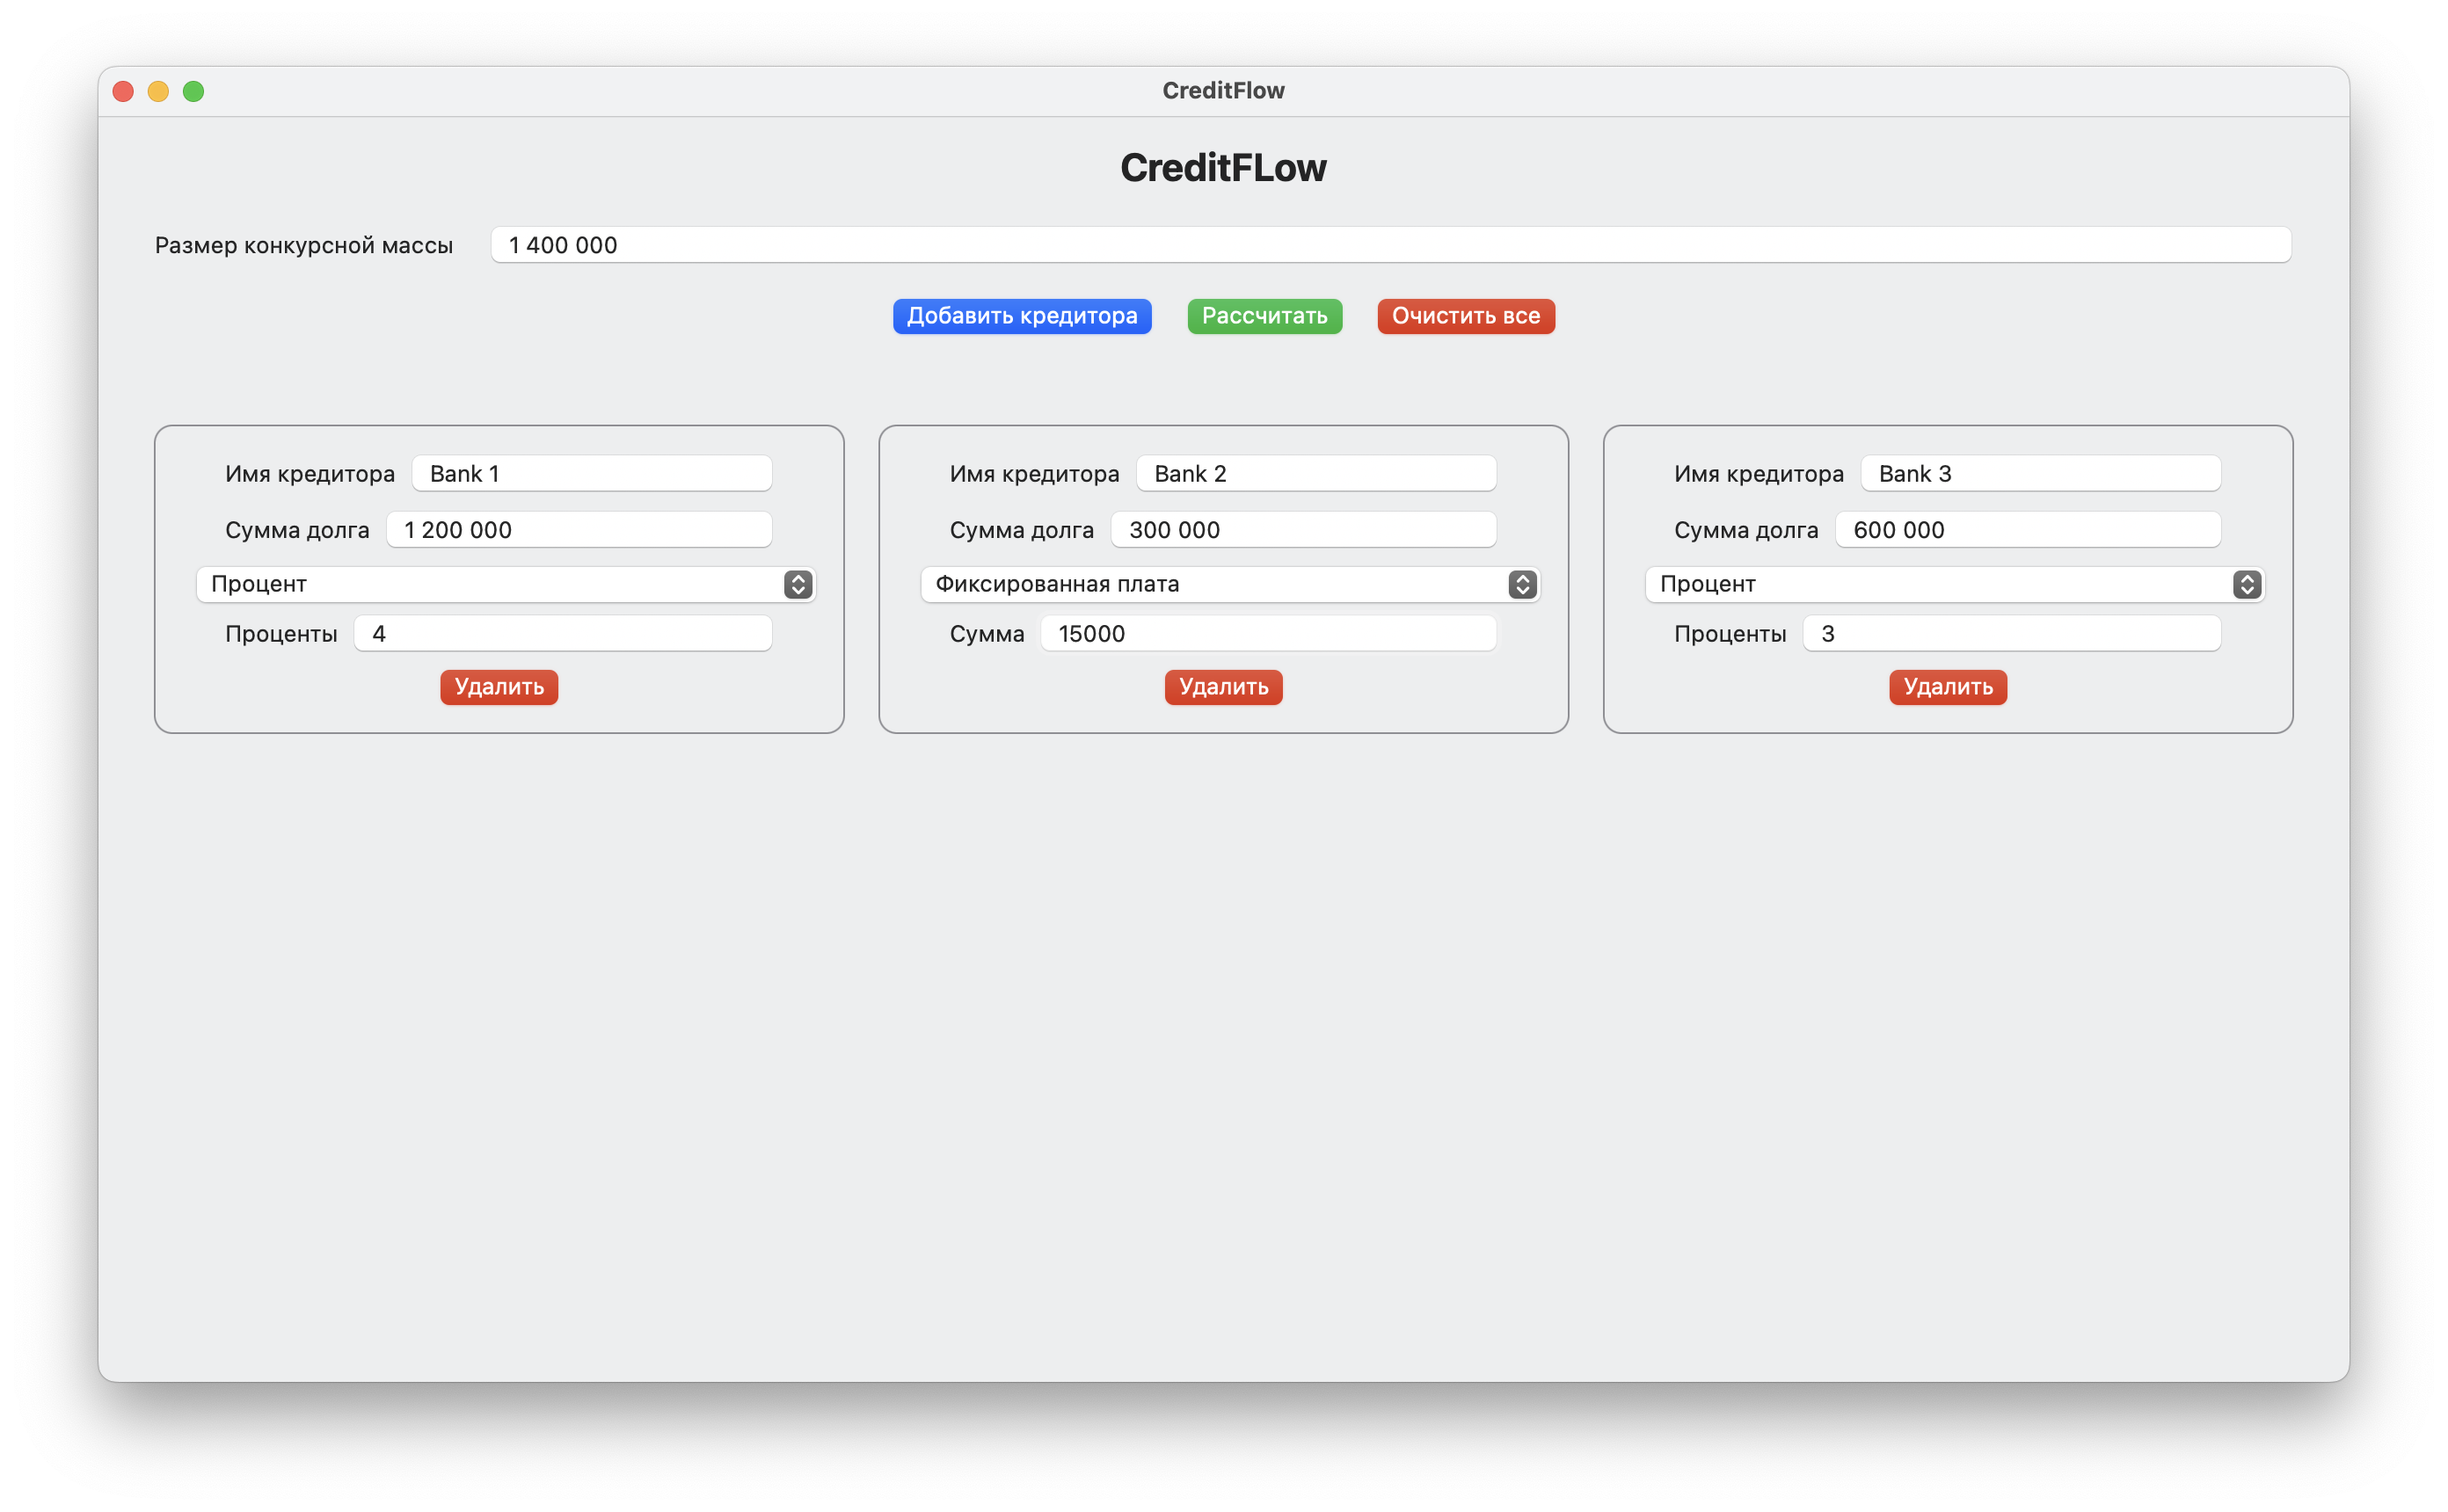 CreditFlow
CreditFLow
Размер конкурсной массы 1 400 000
Добавить кредитора Рассчитать Очистить все
Имя кредитора Bank 1
Сумма долга 1 200 000
Процент
Проценты 4
Удалить
Имя кредитора Bank 2
Сумма долга 300 000
Фиксированная плата
Сумма 15000
Удалить
Имя кредитора Bank 3
Сумма долга 600 000
Процент
Проценты 3
Удалить